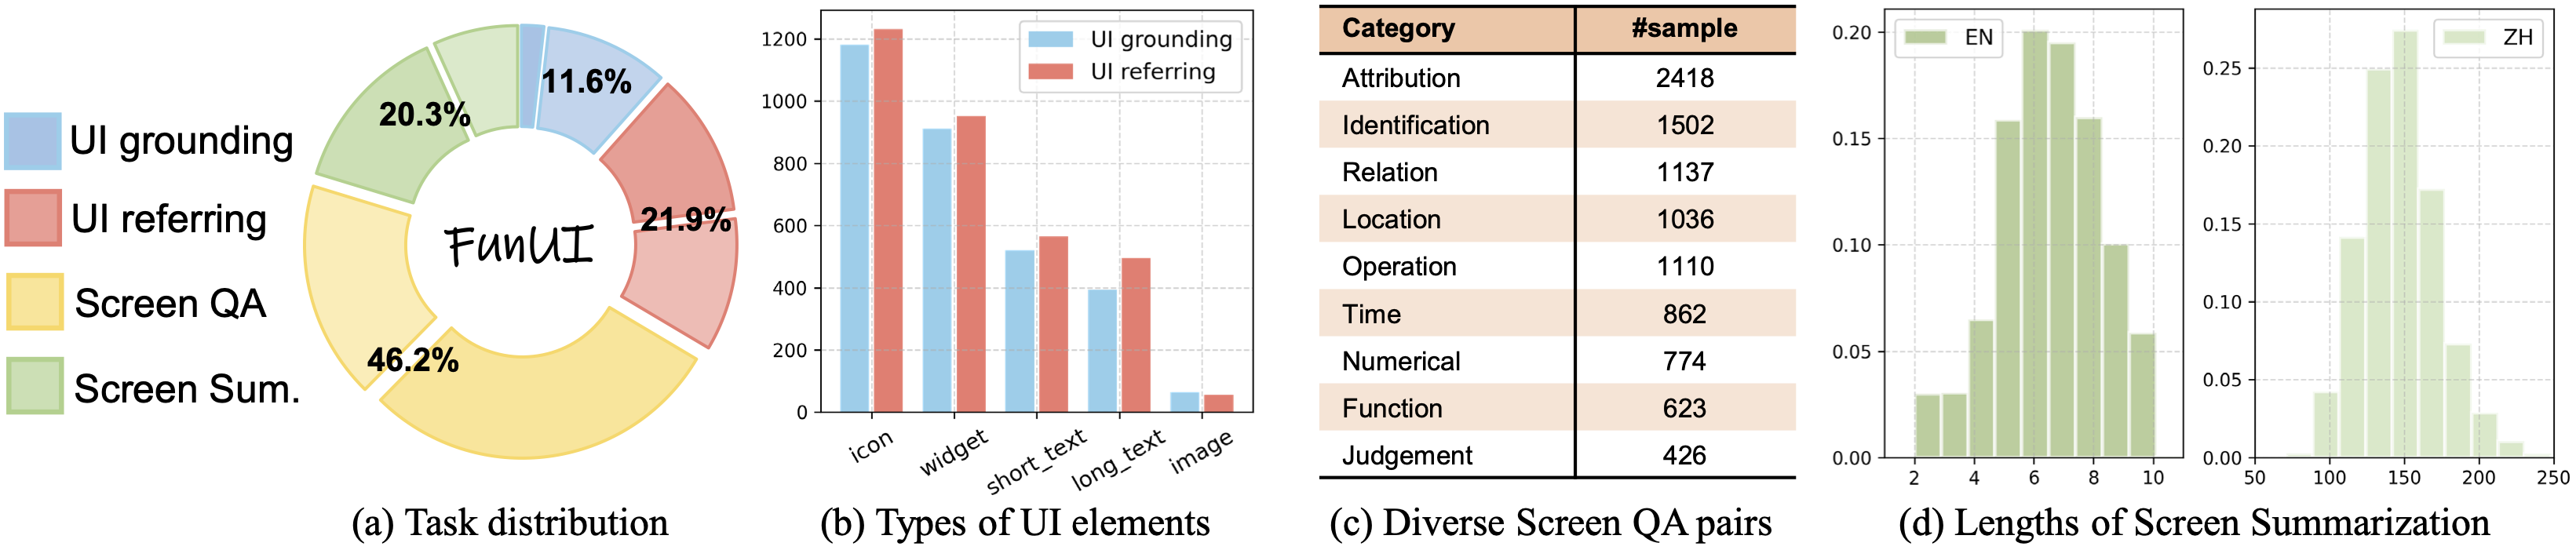 UI grounding
UI referring
Screen QA
Screen Sum.
11.6%
21.9%
46.2%
20.3%
FunUI
(a) Task distribution
UI grounding
UI referring
1200
1000
800
600
400
200
0
icon
widget
short_text
long_text
image
(b) Types of UI elements
Category #sample
Attribution 2418
Identification 1502
Relation 1137
Location 1036
Operation 1110
Time 862
Numerical 774
Function 623
Judgement 426
(c) Diverse Screen QA pairs
EN
0.20
0.15
0.10
0.05
0.00
2 4 6 8 10
ZH
0.25
0.20
0.15
0.10
0.05
0.00
50 100 150 200 250
(d) Lengths of Screen Summarization